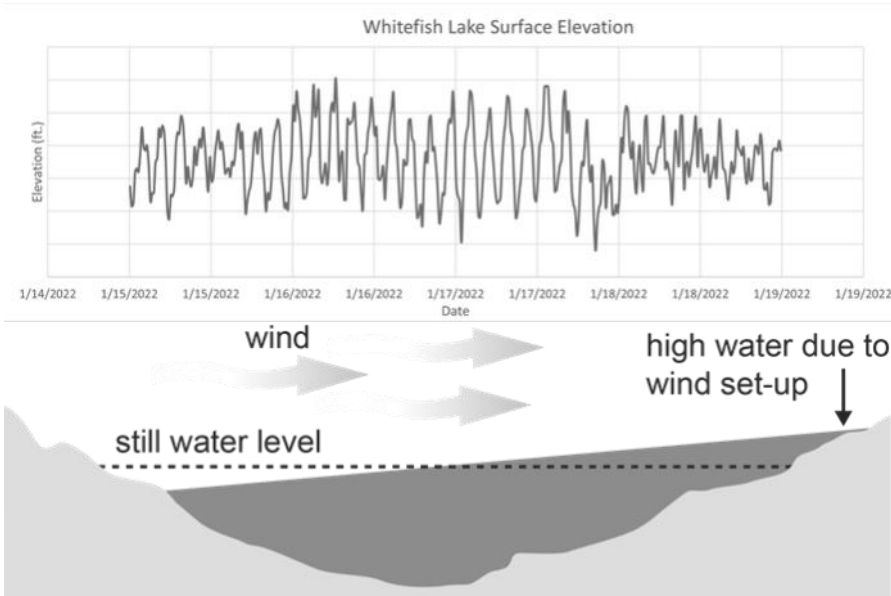 Whitefish Lake Surface Elevation
Elevation (ft.)
1/14/2022 1/15/2022 1/15/2022 1/16/2022 1/16/2022 1/17/2022 1/17/2022 1/18/2022 1/18/2022 1/19/2022 1/19/2022
Date
wind
high water due to
wind set-up
still water level